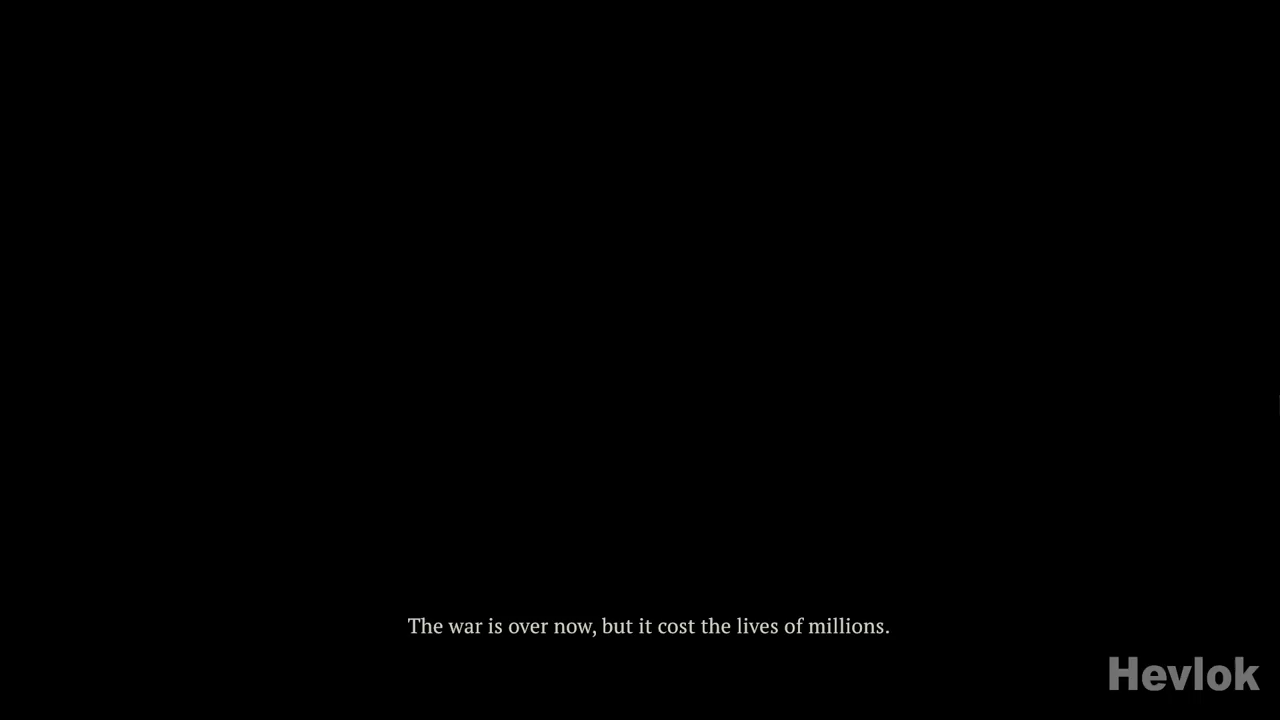 The war is over now, but it cost the lives of millions.
Hevlok